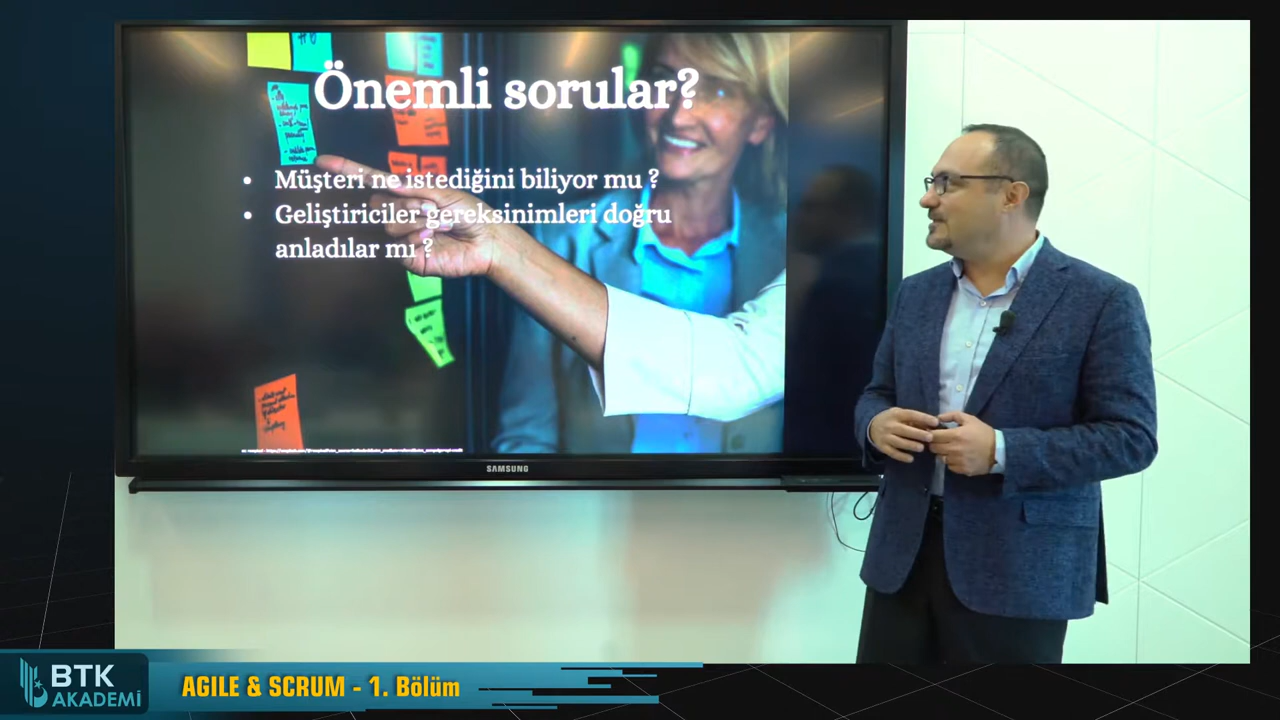 Önemli sorular?
• Müşteri ne istediğini biliyor mu ?
• Geliştiriciler gereksinimleri doğru
anladılar mı ?
SAMSUNG
BTK
AKADEMİ
AGILE & SCRUM - 1. Bölüm